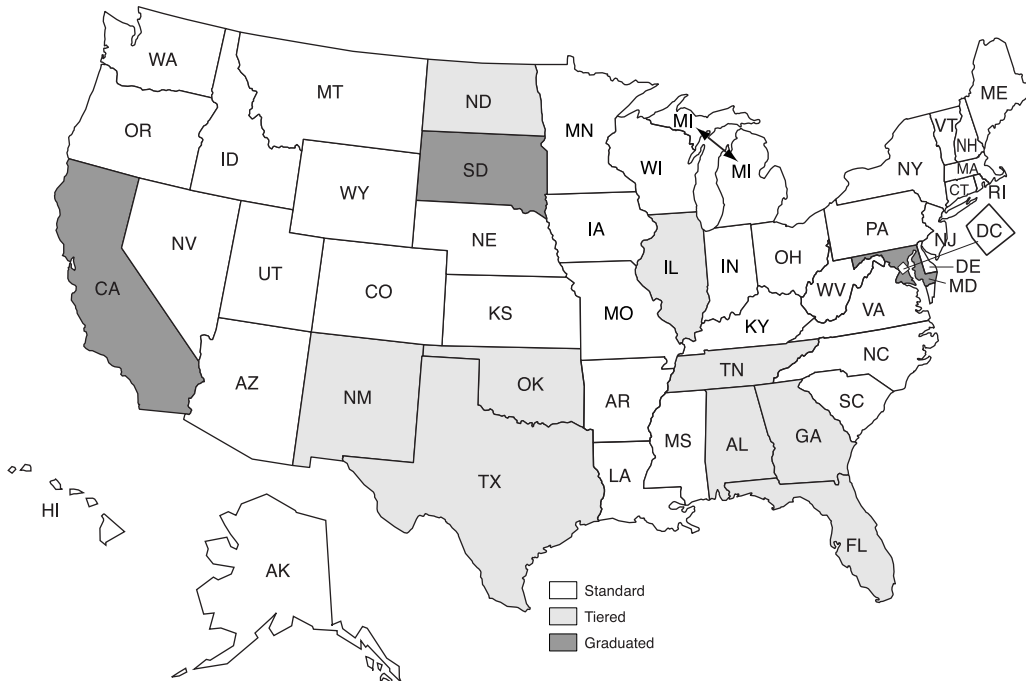 WA
MT
ND
MN
ME
OR
ID
SD
WI
MI
MI
VT
NH
NY
MA
CT
RI
WY
IA
NE
PA
NJ
DC
NV
UT
CO
IL
IN
OH
DE
MD
CA
KS
MO
WV
VA
KY
NC
TN
AZ
NM
OK
AR
SC
MS
AL
GA
TX
LA
HI
FL
AK
Standard
Tiered
Graduated